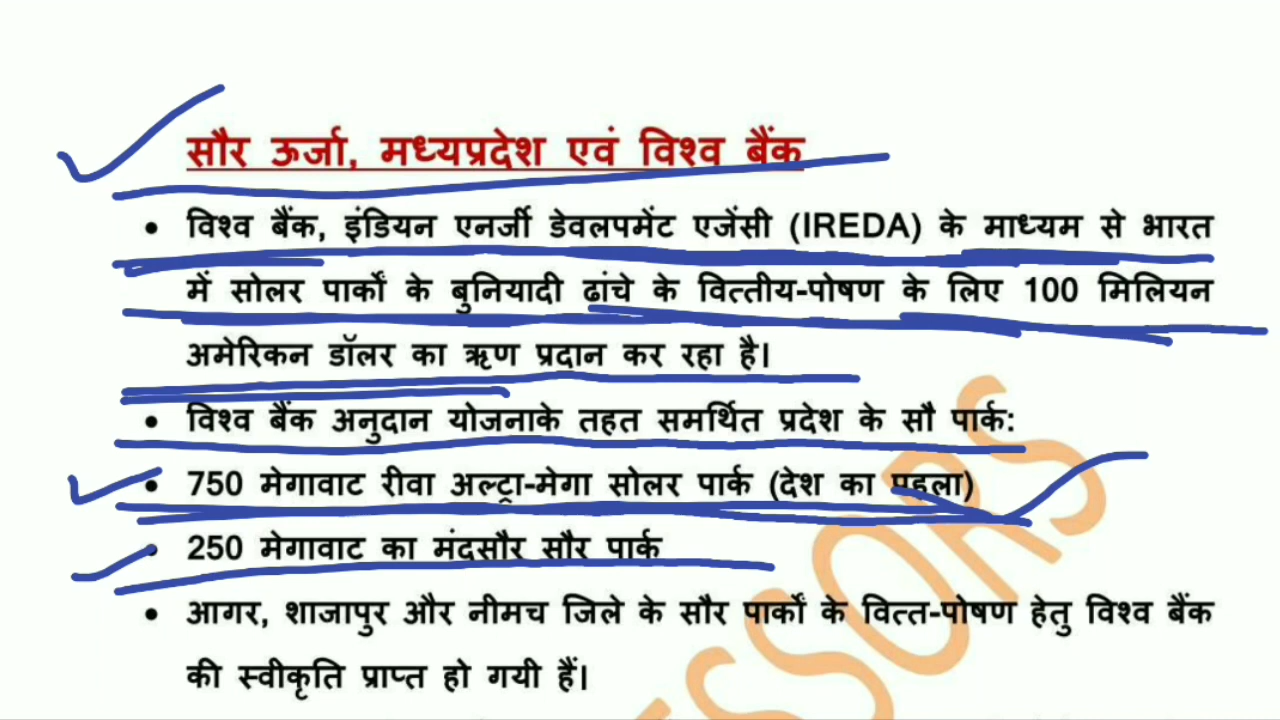 सौर ऊर्जा, मध्यप्रदेश एवं विश्व बैंक
• विश्व बैंक, इंडियन एनर्जी डेवलपमेंट एजेंसी (IREDA) के माध्यम से भारत
में सोलर पार्कों के बुनियादी ढांचे के वित्तीय-पोषण के लिए 100 मिलियन
अमेरिकन डॉलर का ऋण प्रदान कर रहा है।
• विश्व बैंक अनुदान योजनाके तहत समर्थित प्रदेश के सौ पार्क:
• 750 मेगावाट रीवा अल्ट्रा-मेगा सोलर पार्क (देश का पहला)
• 250 मेगावाट का मंदसौर सौर पार्क
• आगर, शाजापुर और नीमच जिले के सौर पार्कों के वित्त-पोषण हेतु विश्व बैंक
की स्वीकृति प्राप्त हो गयी हैं।
SSORS